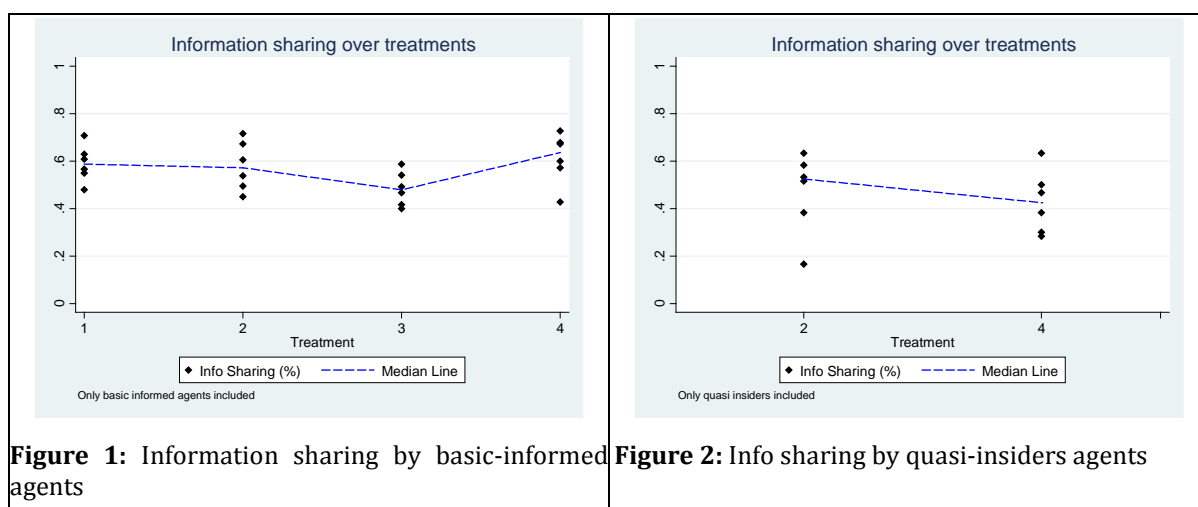 Information sharing over treatments
1
.8
.6
.4
.2
0
1 2 3 4
Treatment
Info Sharing (%) Median Line
Only basic informed agents included
Figure 1: Information sharing by basic-informed
agents
Information sharing over treatments
1
.8
.6
.4
.2
0
2 4
Treatment
Info Sharing (%) Median Line
Only quasi insiders included
Figure 2: Info sharing by quasi-insiders agents